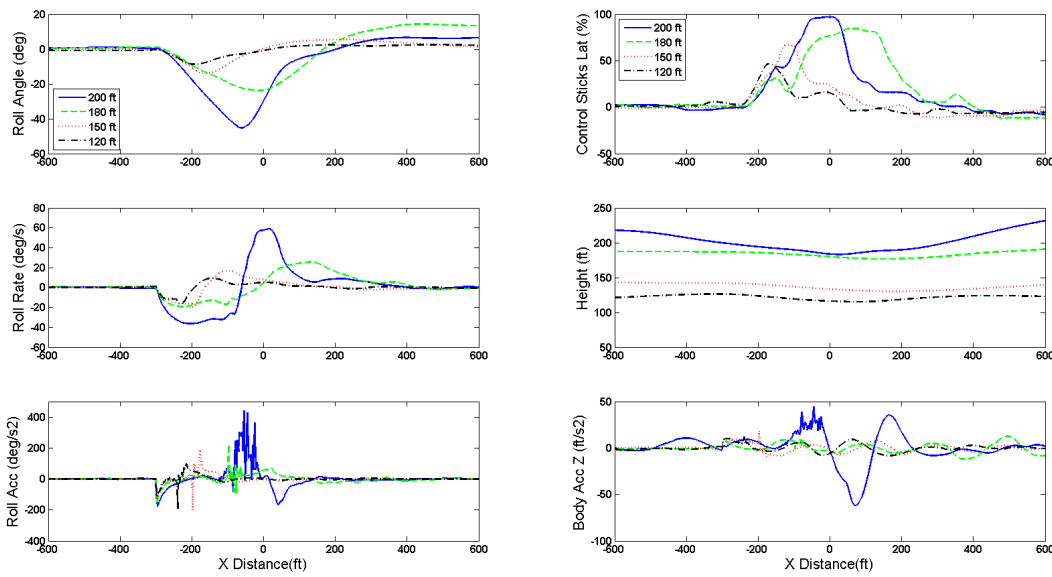 Roll Angle (deg)
20
0
-20
-40
-60
200 ft
180 ft
150 ft
120 ft
-600 -400 -200 0 200 400 600
Control Sticks Lat (%)
100
50
0
-50
200 ft
180 ft
150 ft
120 ft
-600 -400 -200 0 200 400 600
Roll Rate (deg/s)
80
60
40
20
0
-20
-40
-60
-600 -400 -200 0 200 400 600
Height (ft)
250
200
150
100
50
-600 -400 -200 0 200 400 600
Roll Acc (deg/s2)
400
200
0
-200
-400
-600 -400 -200 0 200 400 600
X Distance(ft)
Body Acc Z (ft/s2)
50
0
-50
-100
-600 -400 -200 0 200 400 600
X Distance(ft)